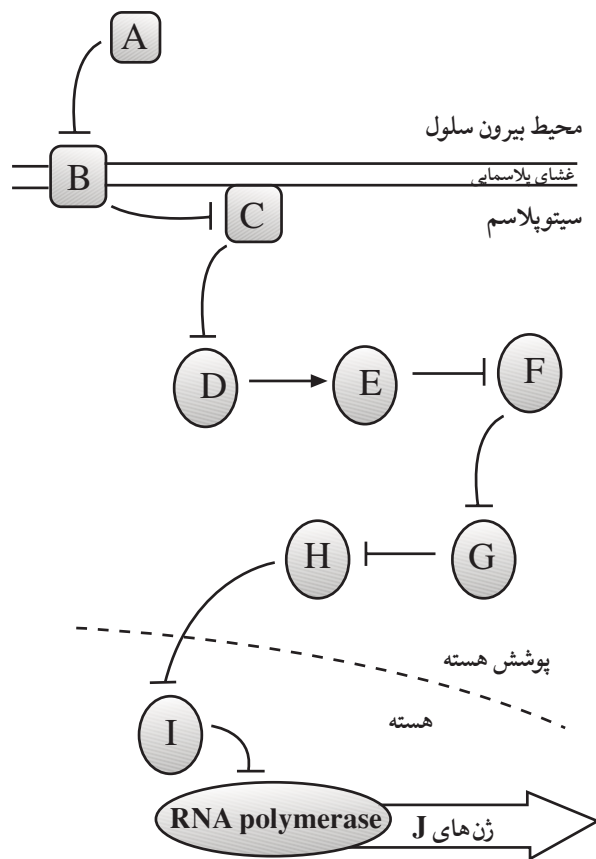 A
محیط بیرون سلول
B
غشای پلاسمایی
C
سیتوپلاسم
D
E
F
H
G
پوشش هسته
I
هسته
RNA polymerase
ژن‌های J